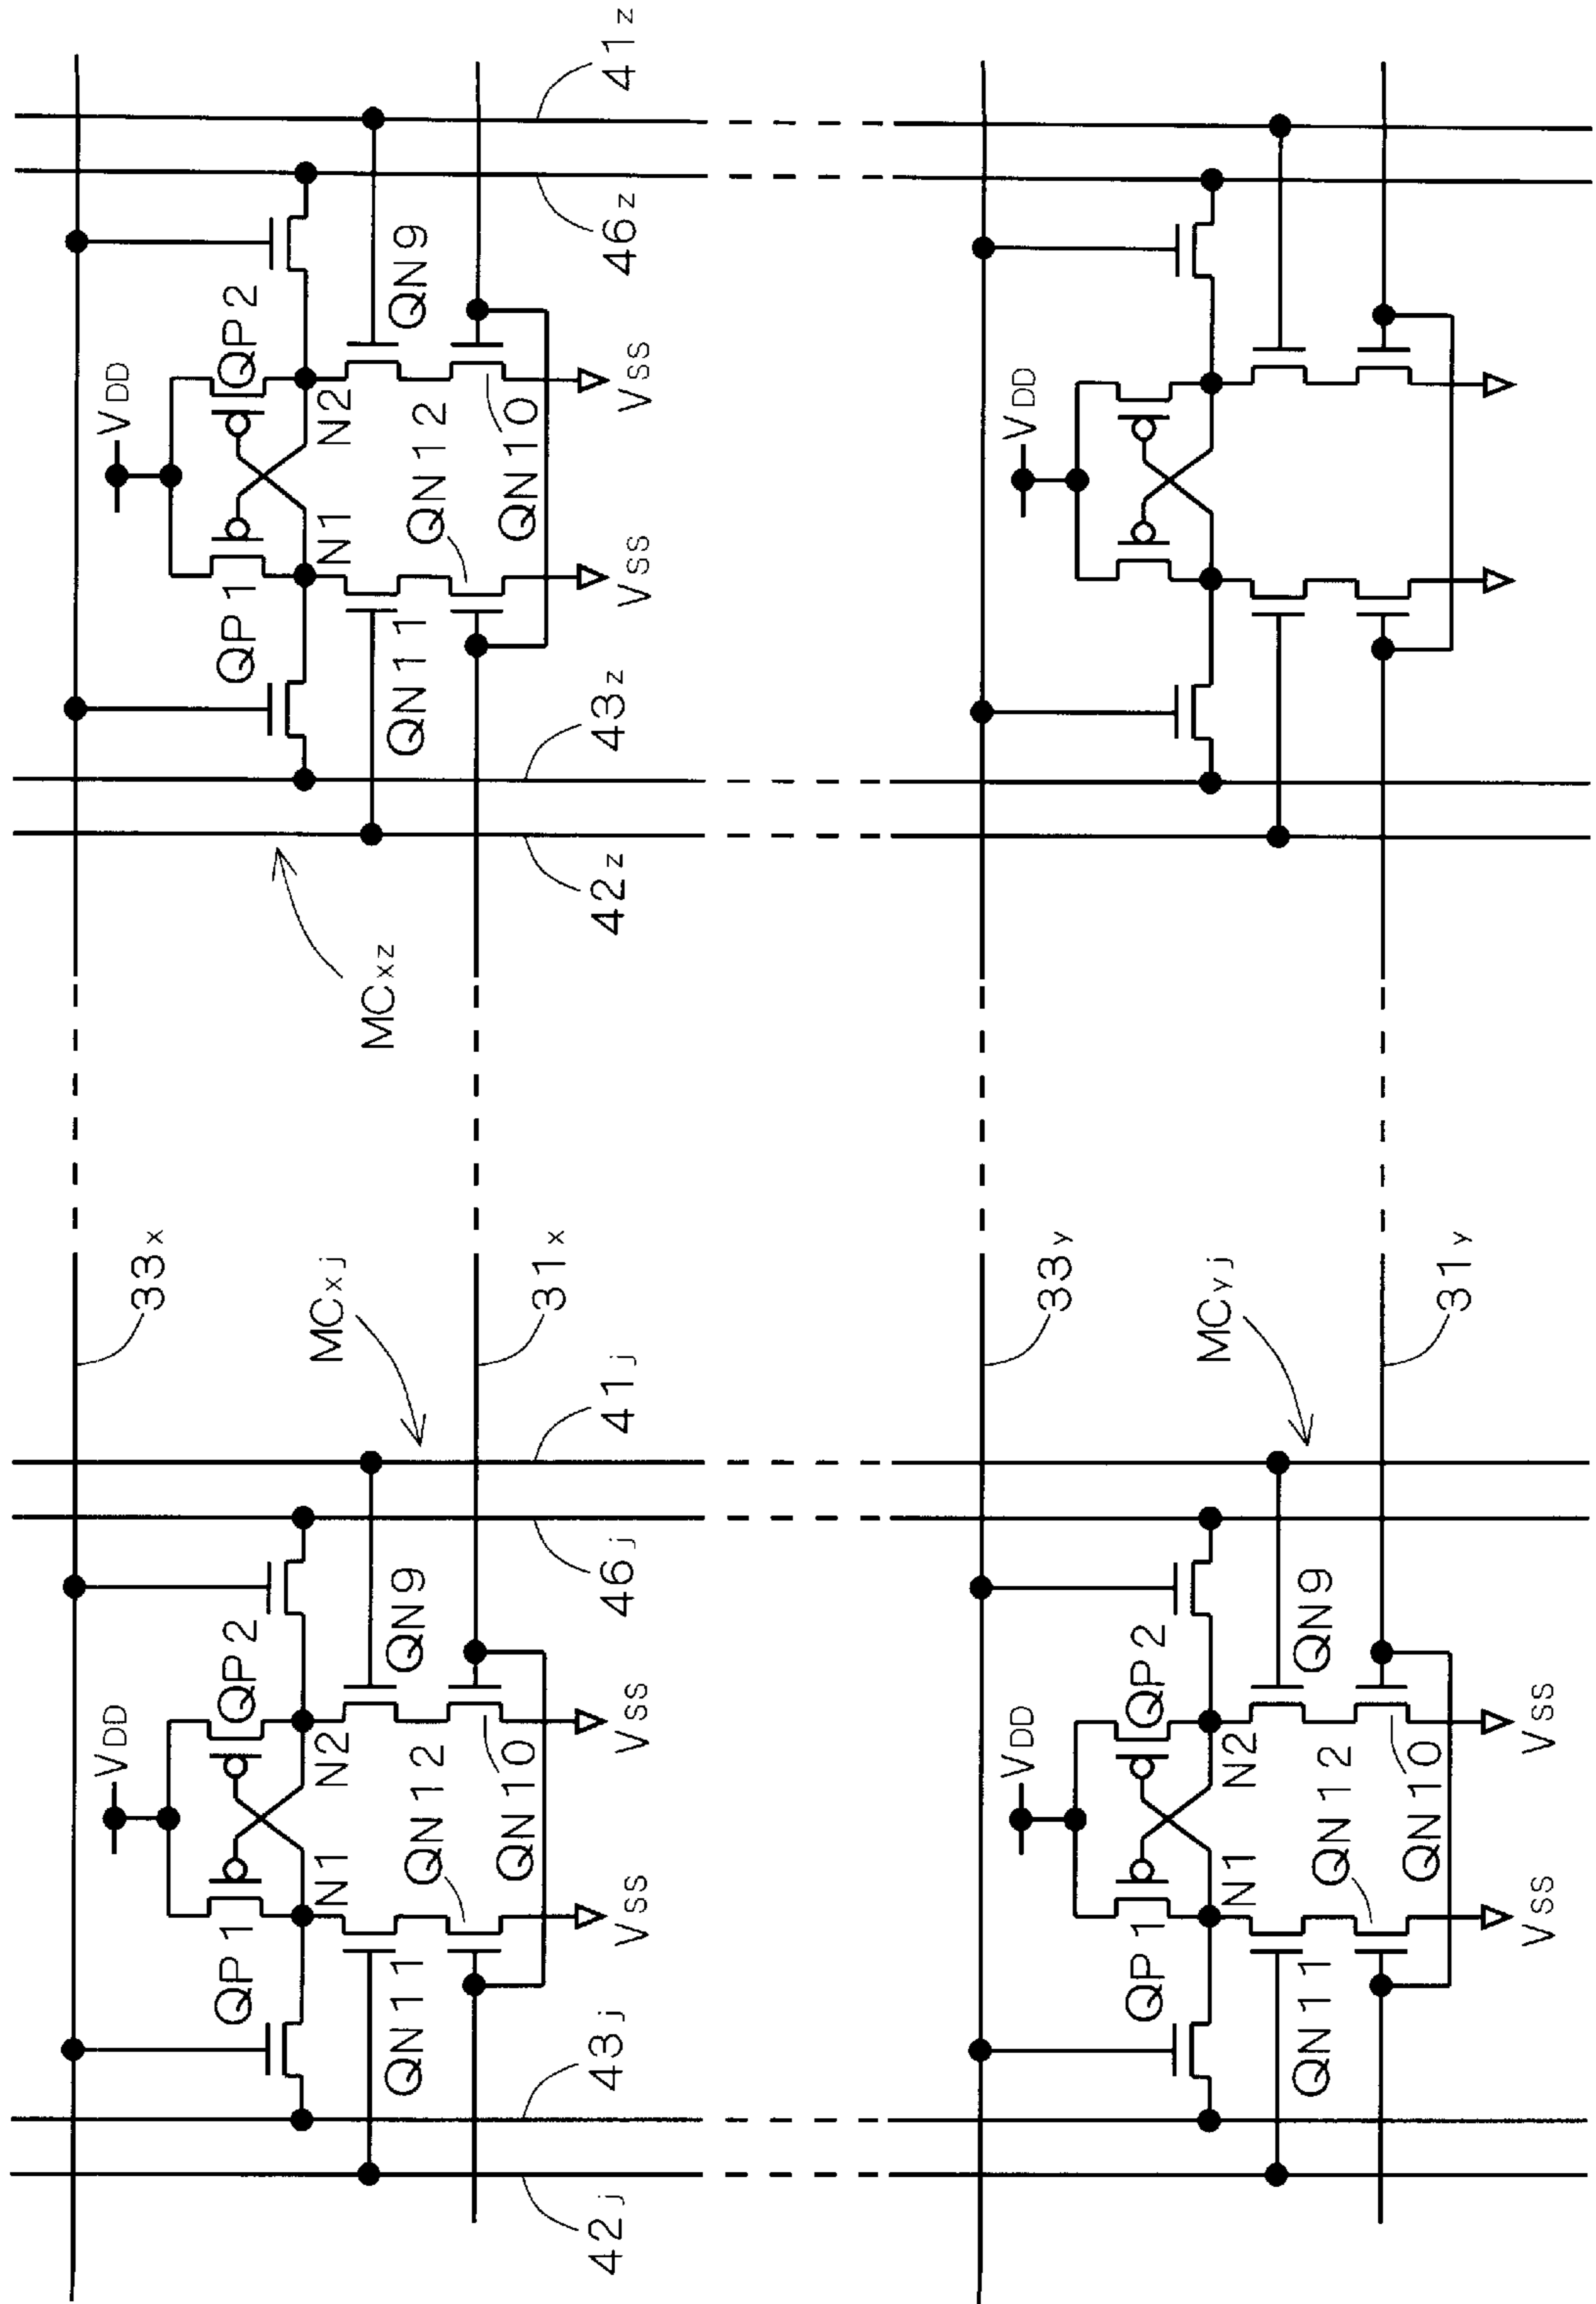 VDD
VDD
33x
QP1
QP2
QP1
QP2
N1
N2
MCxj
N1
N2
MCxz
QN11
QN9
QN11
QN9
QN12
QN12
QN10
QN10
31x
42j
43j
46j
41j
42z
43z
46z
41z
VSS
VSS
VSS
VSS
VDD
VDD
33y
QP1
QP2
N1
N2
MCyj
QN11
QN9
QN12
QN10
31y
VSS
VSS